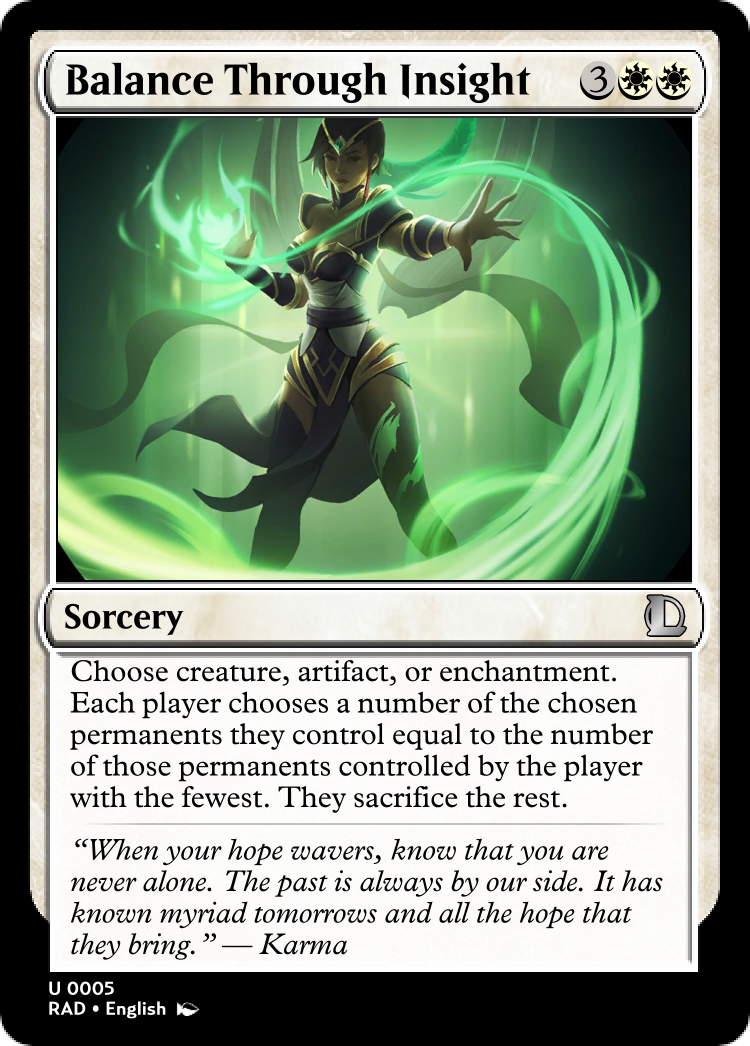 Balance Through Insight 3
Sorcery
Choose creature, artifact, or enchantment.
Each player chooses a number of the chosen
permanents they control equal to the number
of those permanents controlled by the player
with the fewest. They sacrifice the rest.
“When your hope wavers, know that you are
never alone. The past is always by our side. It has
known myriad tomorrows and all the hope that
they bring.” — Karma
U 0005
RAD • English